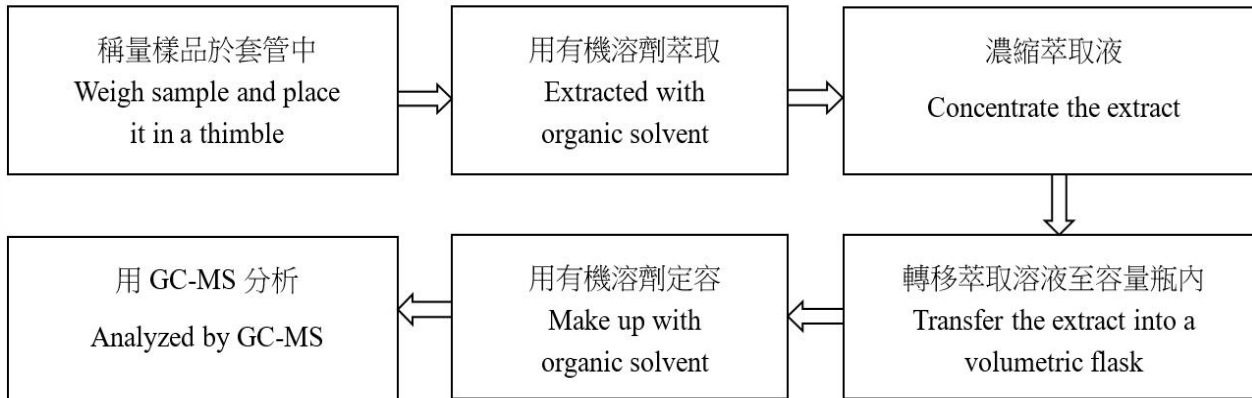 稱量樣品於套管中
Weigh sample and place
it in a thimble
用有機溶劑萃取
Extracted with
organic solvent
濃縮萃取液
Concentrate the extract
轉移萃取溶液至容量瓶內
Transfer the extract into a
volumetric flask
用有機溶劑定容
Make up with
organic solvent
用 GC-MS 分析
Analyzed by GC-MS